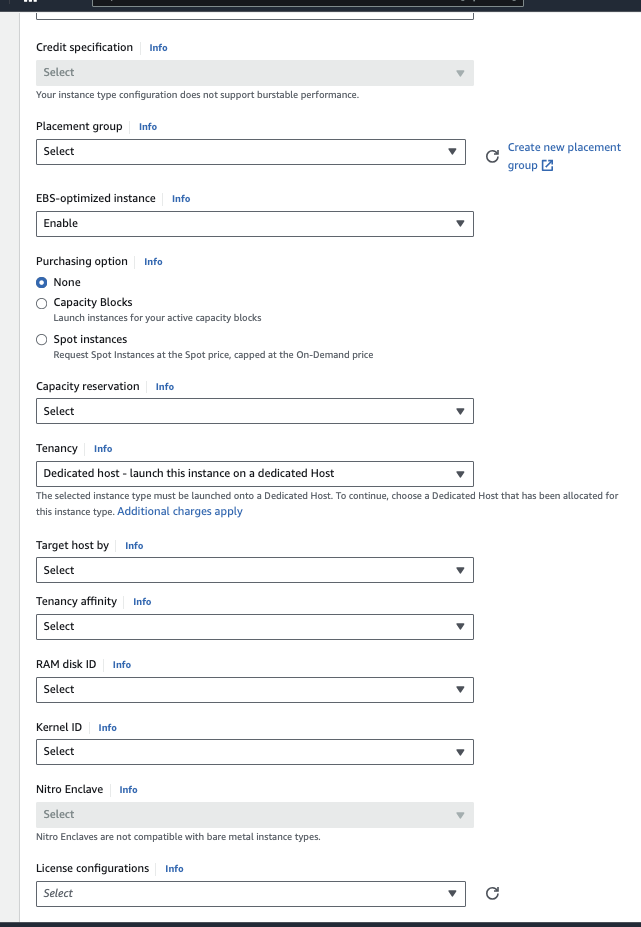 Credit specification Info
Select
Your instance type configuration does not support burstable performance.
Placement group Info
Select
Create new placement
group
EBS-optimized instance Info
Enable
Purchasing option Info
None
Capacity Blocks
Launch instances for your active capacity blocks
Spot instances
Request Spot Instances at the Spot price, capped at the On-Demand price
Capacity reservation Info
Select
Tenancy Info
Dedicated host - launch this instance on a dedicated Host
The selected instance type must be launched onto a Dedicated Host. To continue, choose a Dedicated Host that has been allocated for
this instance type. Additional charges apply
Target host by Info
Select
Tenancy affinity Info
Select
RAM disk ID Info
Select
Kernel ID Info
Select
Nitro Enclave Info
Select
Nitro Enclaves are not compatible with bare metal instance types.
License configurations Info
Select